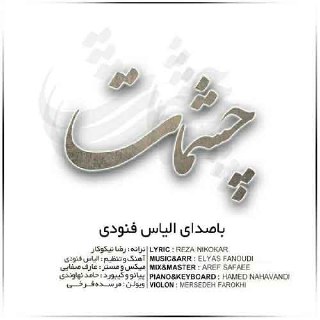 چشمات
باصدای الیاس فنودی
ترانه : رضا نیکوکار LYRIC : REZA NIKOKAR
آهنگ و تنظیم : الیاس فنودی MUSIC&ARR : ELYAS FANOUDI
میکس و مستر : عارف صفایی MIX&MASTER : AREF SAFAEE
پیانو و کیبورد : حامد نهاوندی PIANO&KEYBOARD : HAMED NAHAVANDI
ویولن : مرسده فرخی VIOLON : MERSEDEH FAROKHI